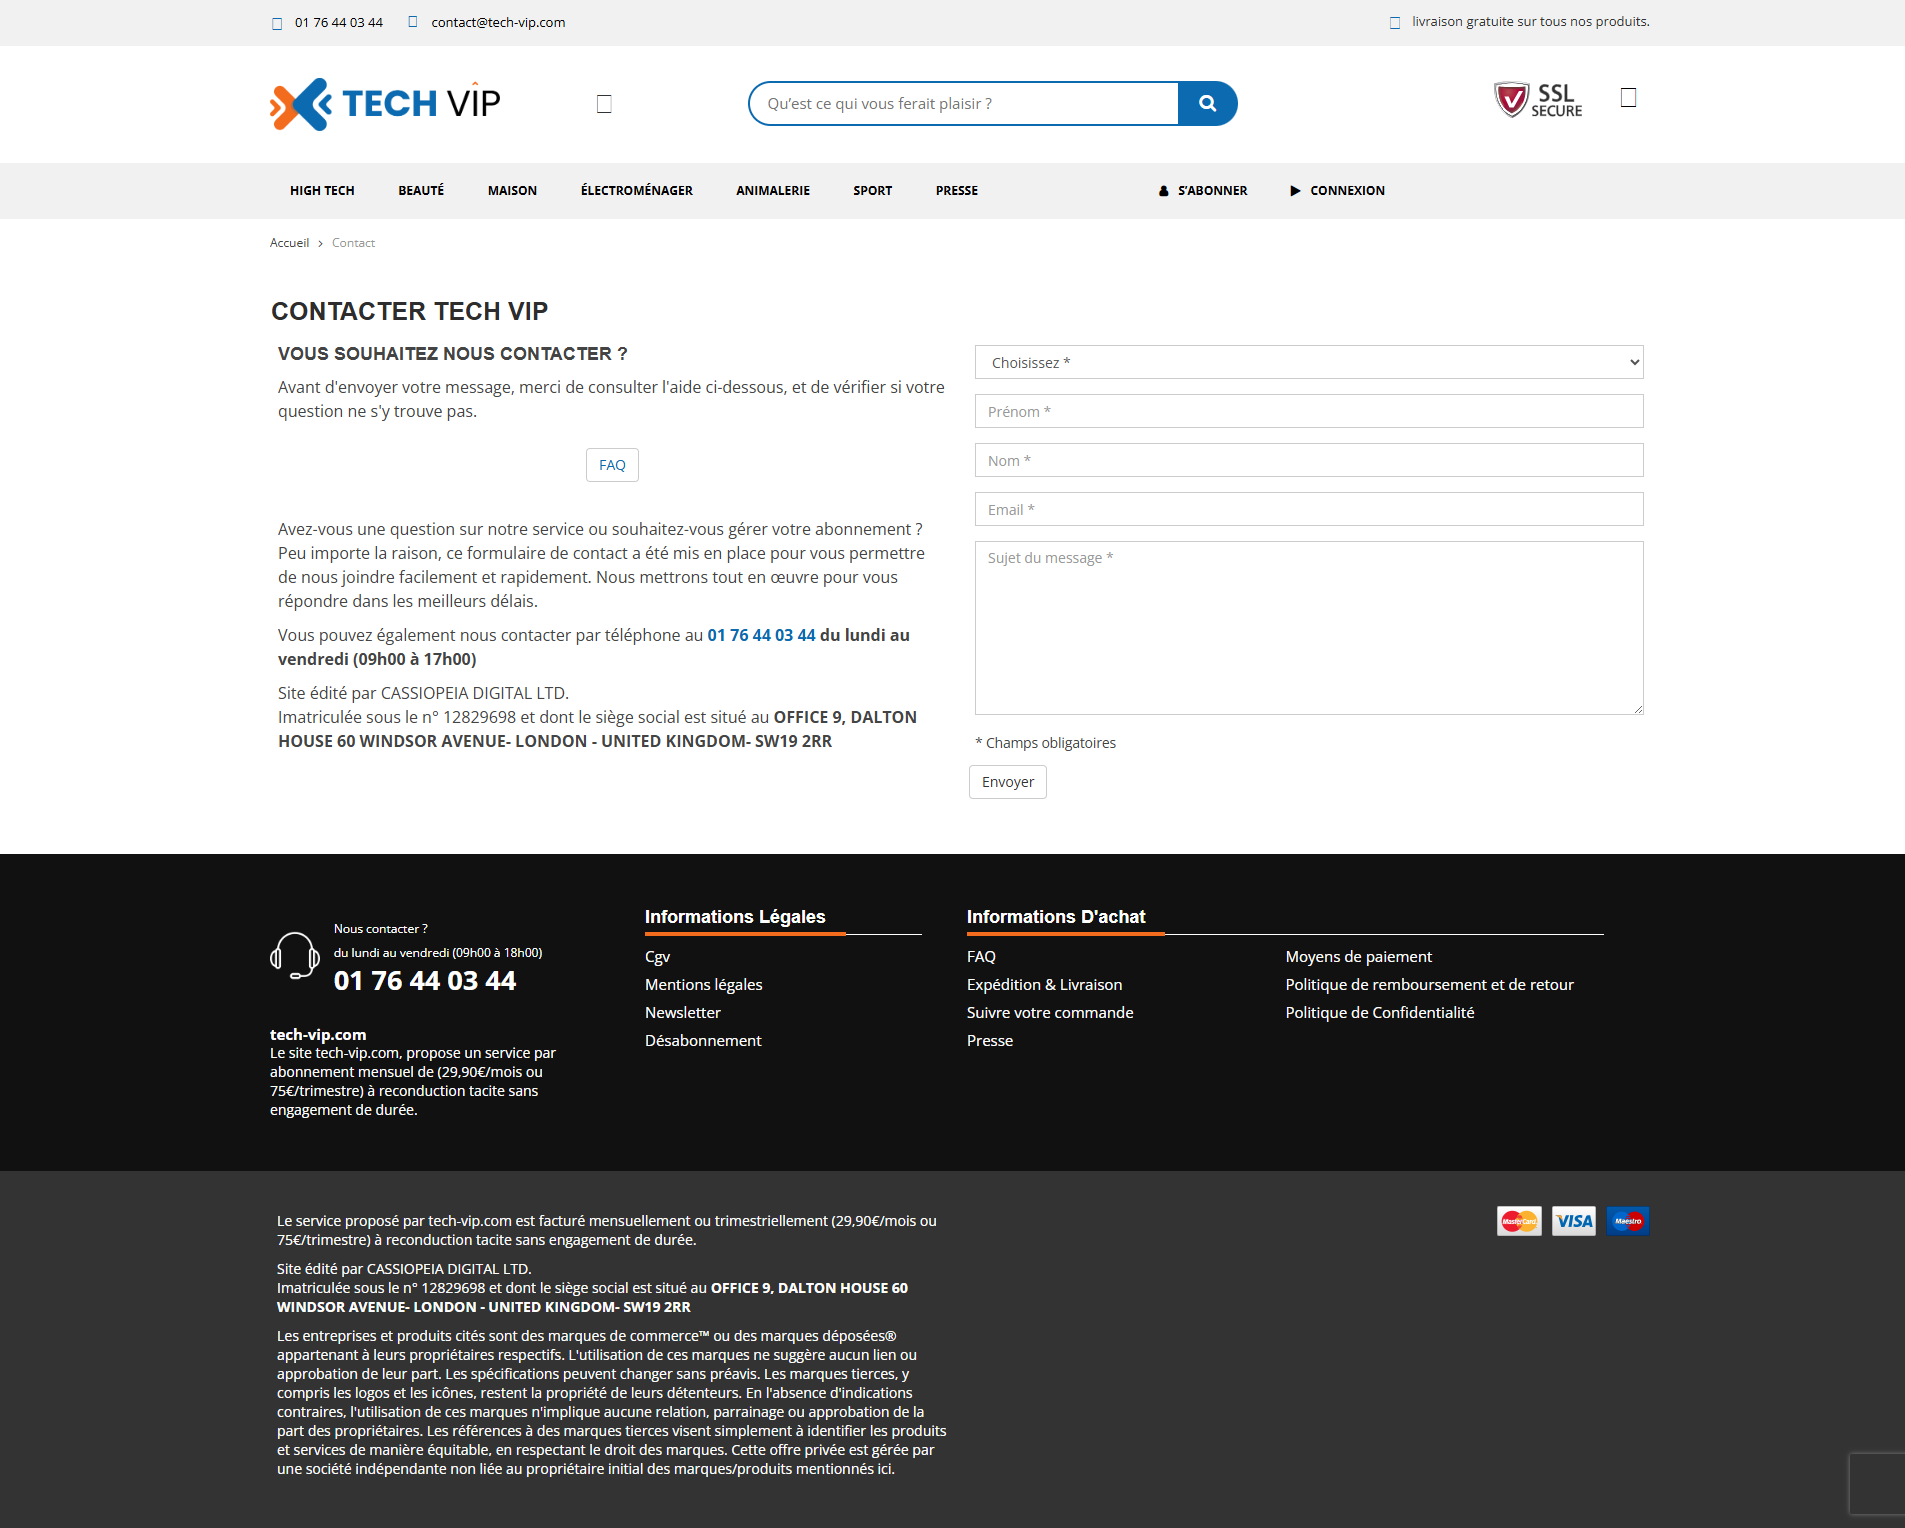 01 76 44 03 44
contact@tech-vip.com
livraison gratuite sur tous nos produits.
TECH VIP
Qu’est ce qui vous ferait plaisir ?
SSL
SECURE
HIGH TECH
BEAUTÉ
MAISON
ÉLECTROMÉNAGER
ANIMALERIE
SPORT
PRESSE
S’ABONNER
CONNEXION
Accueil > Contact
CONTACTER TECH VIP
VOUS SOUHAITEZ NOUS CONTACTER ?
Avant d'envoyer votre message, merci de consulter l'aide ci-dessous, et de vérifier si votre
question ne s'y trouve pas.
FAQ
Avez-vous une question sur notre service ou souhaitez-vous gérer votre abonnement ?
Peu importe la raison, ce formulaire de contact a été mis en place pour vous permettre
de nous joindre facilement et rapidement. Nous mettrons tout en œuvre pour vous
répondre dans les meilleurs délais.
Vous pouvez également nous contacter par téléphone au 01 76 44 03 44 du lundi au
vendredi (09h00 à 17h00)
Site édité par CASSIOPEIA DIGITAL LTD.
Imatriculée sous le n° 12829698 et dont le siège social est situé au OFFICE 9, DALTON
HOUSE 60 WINDSOR AVENUE- LONDON - UNITED KINGDOM- SW19 2RR
Choisissez *
Prénom *
Nom *
Email *
Sujet du message *
* Champs obligatoires
Envoyer
Nous contacter ?
du lundi au vendredi (09h00 à 18h00)
01 76 44 03 44
tech-vip.com
Le site tech-vip.com, propose un service par
abonnement mensuel de (29,90€/mois ou
75€/trimestre) à reconduction tacite sans
engagement de durée.
Informations Légales
Cgv
Mentions légales
Newsletter
Désabonnement
Informations D'achat
FAQ
Expédition & Livraison
Suivre votre commande
Presse
Moyens de paiement
Politique de remboursement et de retour
Politique de Confidentialité
Le service proposé par tech-vip.com est facturé mensuellement ou trimestriellement (29,90€/mois ou
75€/trimestre) à reconduction tacite sans engagement de durée.
Site édité par CASSIOPEIA DIGITAL LTD.
Imatriculée sous le n° 12829698 et dont le siège social est situé au OFFICE 9, DALTON HOUSE 60
WINDSOR AVENUE- LONDON - UNITED KINGDOM- SW19 2RR
Les entreprises et produits cités sont des marques de commerce™ ou des marques déposées®
appartenant à leurs propriétaires respectifs. L'utilisation de ces marques ne suggère aucun lien ou
approbation de leur part. Les spécifications peuvent changer sans préavis. Les marques tierces, y
compris les logos et les icônes, restent la propriété de leurs détenteurs. En l'absence d'indications
contraires, l'utilisation de ces marques n'implique aucune relation, parrainage ou approbation de la
part des propriétaires. Les références à des marques tierces visent simplement à identifier les produits
et services de manière équitable, en respectant le droit des marques. Cette offre privée est gérée par
une société indépendante non liée au propriétaire initial des marques/produits mentionnés ici.
MasterCard
VISA
Maestro